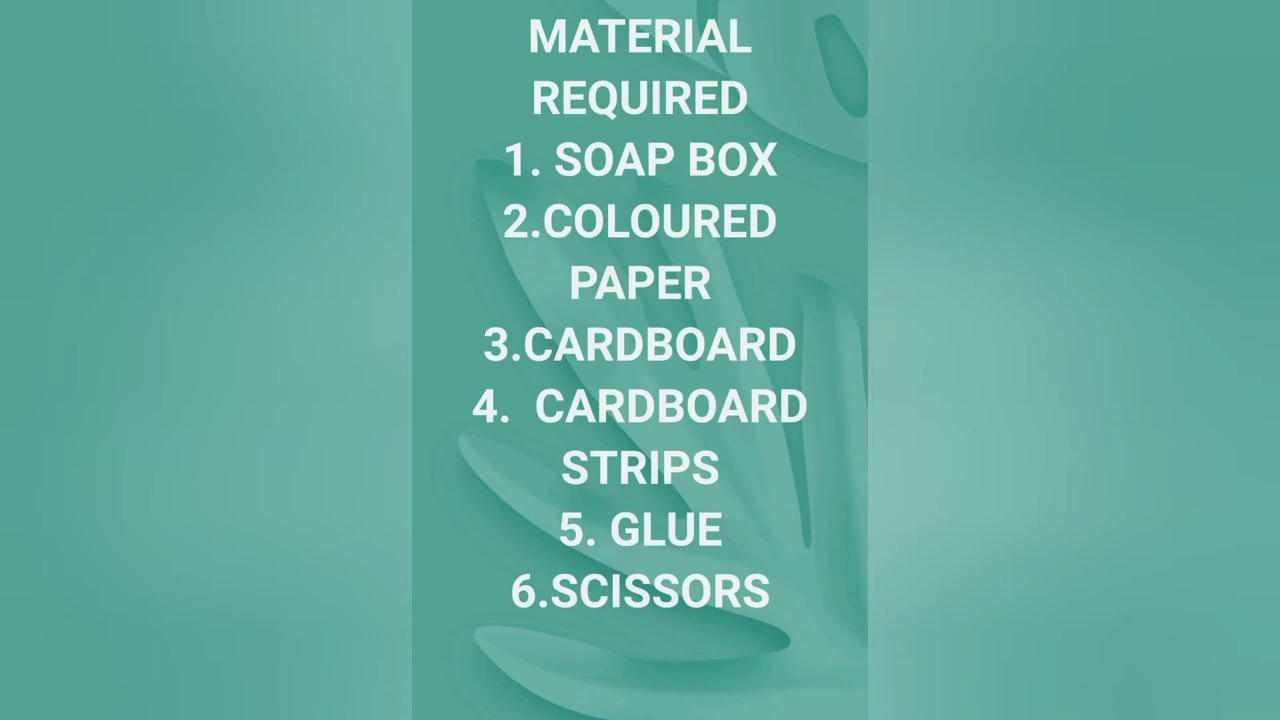 MATERIAL
REQUIRED
1. SOAP BOX
2.COLOURED
PAPER
3.CARDBOARD
4.  CARDBOARD
STRIPS
5. GLUE
6.SCISSORS